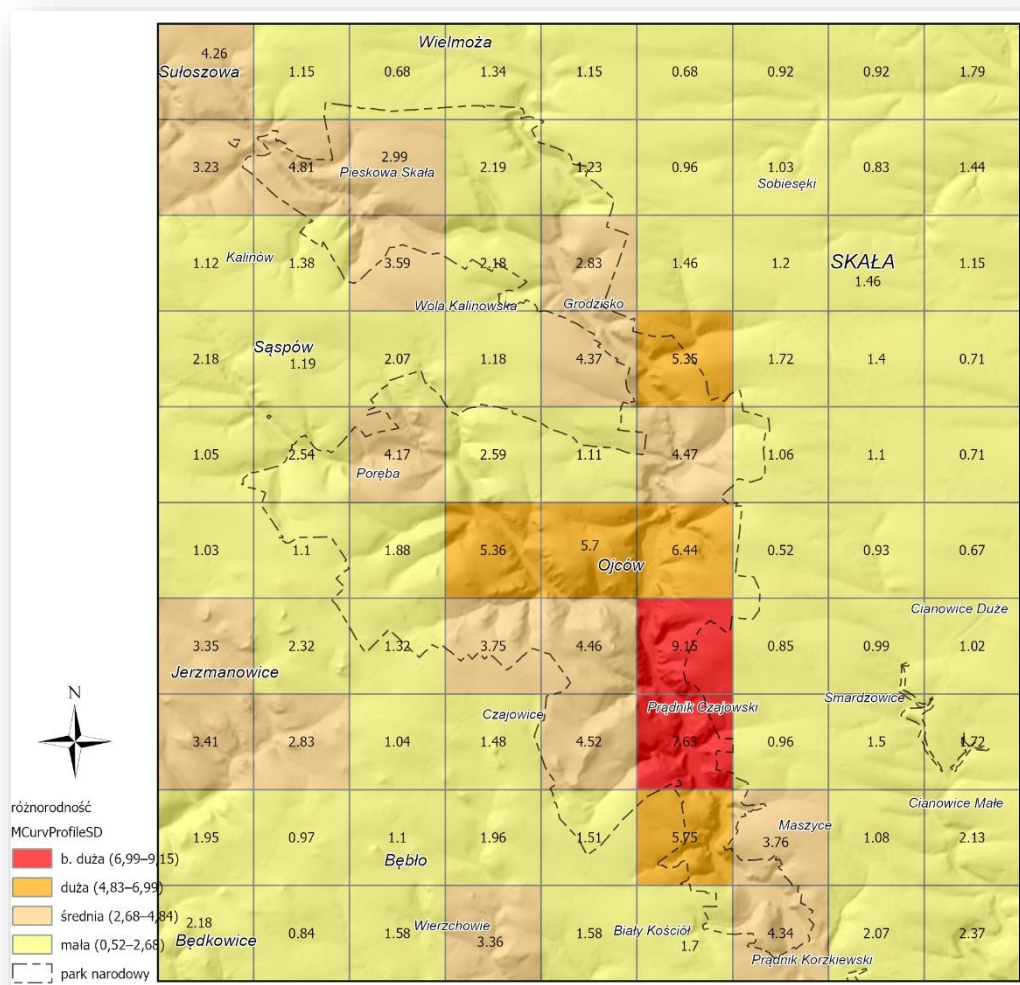 4.26
Wielmoża
Sułoszowa 1.15 0.68 1.34 1.15 0.68 0.92 0.92 1.79
3.23 4.81 2.99 2.19 1.23 0.96 1.03 0.83 1.44
Pieskowa Skała
Sobiesęki
1.12 Kalinów 1.38 3.59 2.18 2.83 1.46 1.2 SKAŁA 1.15
1.46
Wola Kalinowska Grodzisko
2.18 Sąspów 1.19 2.07 1.18 4.37 5.35 1.72 1.4 0.71
1.05 2.54 4.17 2.59 1.11 4.47 1.06 1.1 0.71
Poręba
1.03 1.1 1.88 5.36 5.7 6.44 0.52 0.93 0.67
Ojców
Cianowice Duże
3.35 2.32 1.32 3.75 4.46 9.15 0.85 0.99 1.02
Jerzmanowice
Smardzowice
Czajowice Prądnik Czajowski
3.41 2.83 1.04 1.48 4.52 7.63 0.96 1.5 1.72
Cianowice Małe
Maszyce
1.95 0.97 1.1 1.96 1.51 5.75 3.76 1.08 2.13
Bębło
2.18
Będkowice 0.84 1.58 Wierzchowie 3.36 1.58 Biały Kościół 1.7 4.34 2.07 2.37
Prądnik Korzkiewski
N
różnorodność
MCurvProfileSD
b. duża (6,99–9,15)
duża (4,83–6,99)
średnia (2,68–4,84)
mała (0,52–2,68)
park narodowy